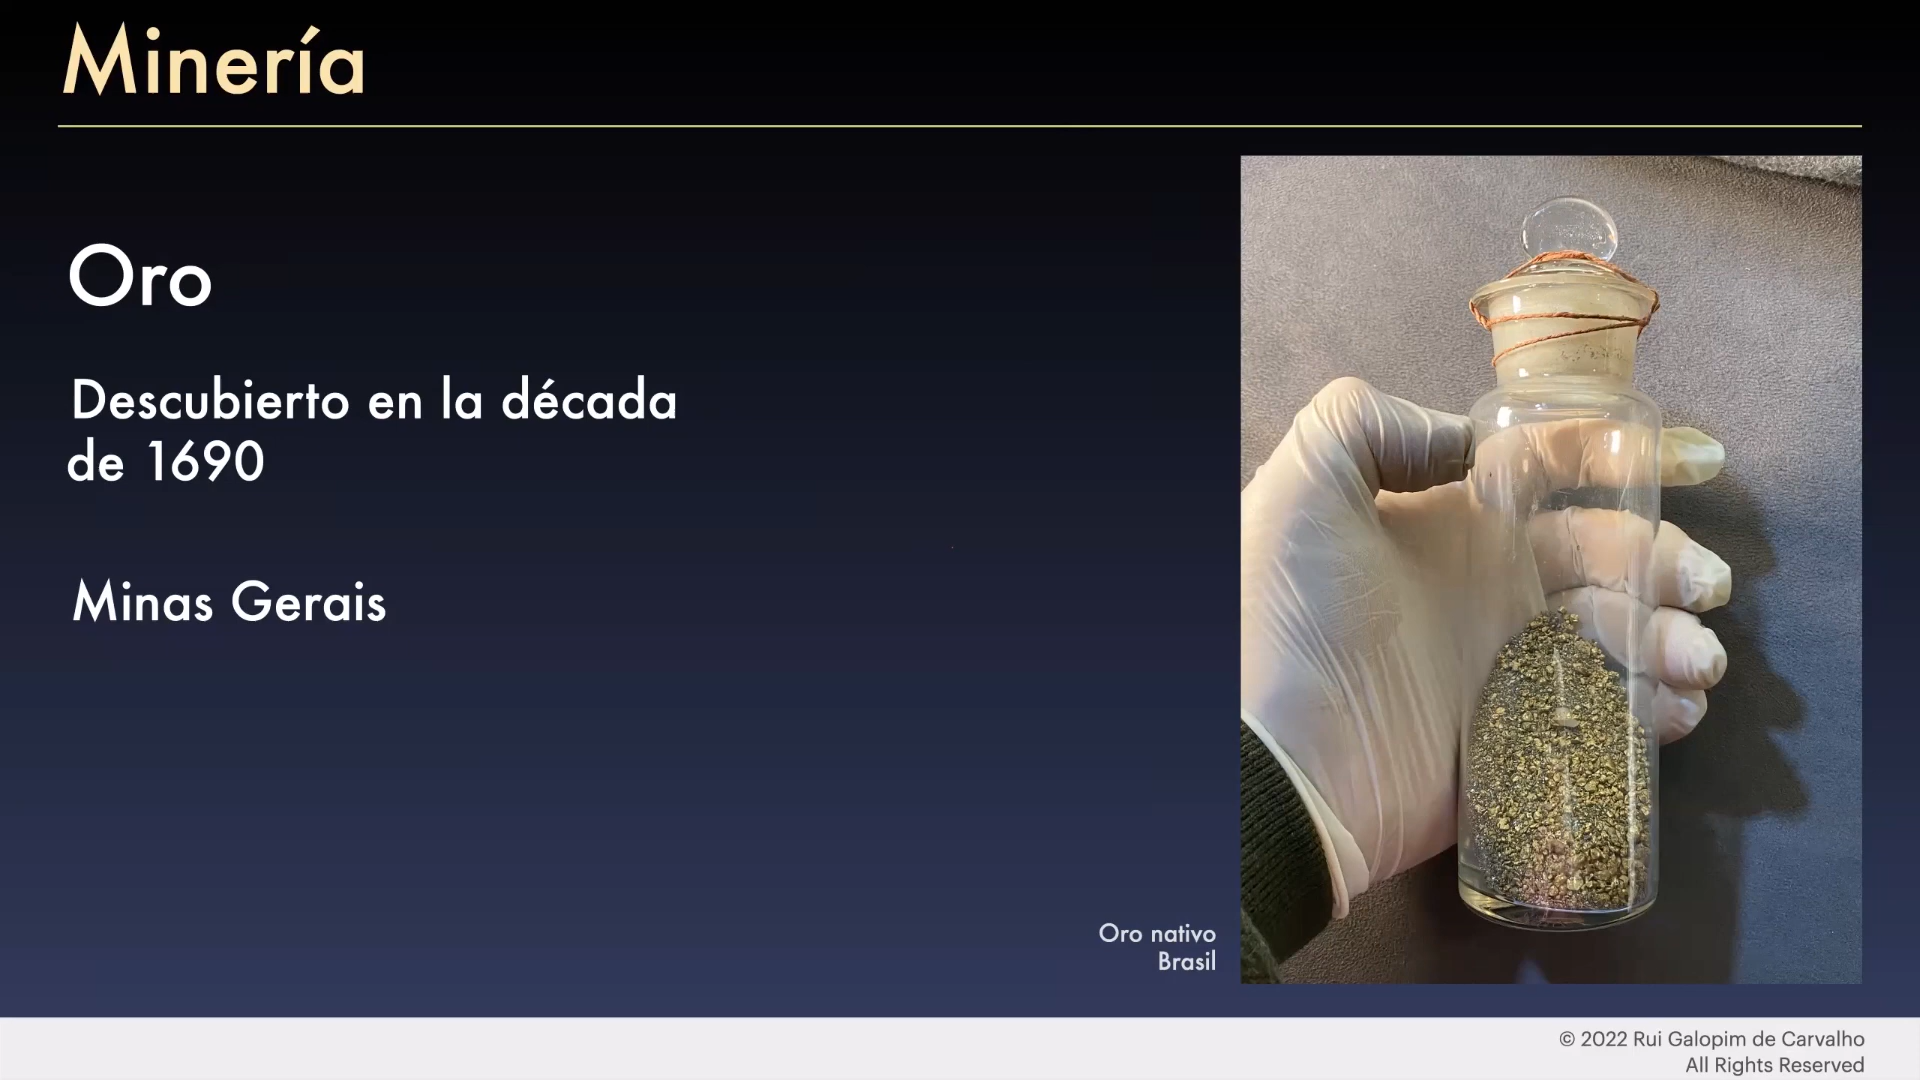 Minería
Oro
Descubierto en la década
de 1690
Minas Gerais
Oro nativo
Brasil
© 2022 Rui Galopim de Carvalho
All Rights Reserved